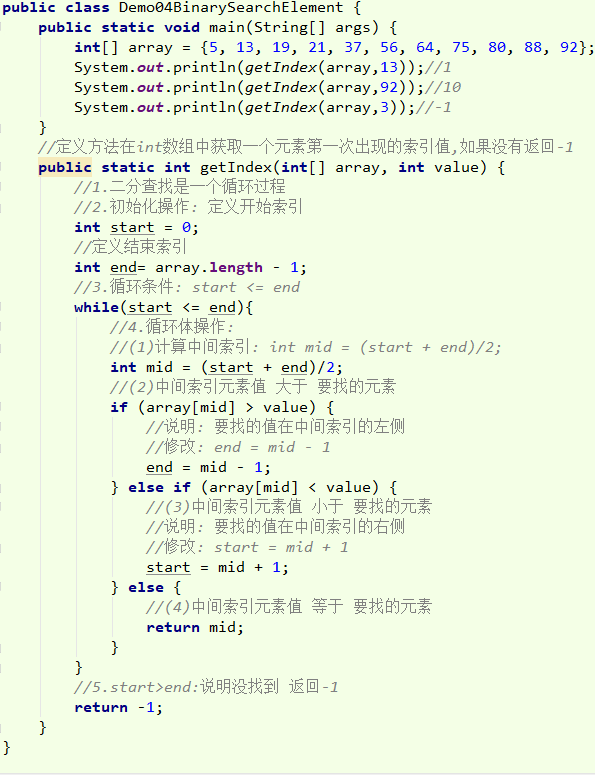 public class Demo04BinarySearchElement {
    public static void main(String[] args) {
        int[] array = {5, 13, 19, 21, 37, 56, 64, 75, 80, 88, 92};
        System.out.println(getIndex(array,13));//1
        System.out.println(getIndex(array,92));//10
        System.out.println(getIndex(array,3));//-1
    }
    //定义方法在int数组中获取一个元素第一次出现的索引值,如果没有返回-1
    public static int getIndex(int[] array, int value) {
        //1.二分查找是一个循环过程
        //2.初始化操作: 定义开始索引
        int start = 0;
        //定义结束索引
        int end= array.length - 1;
        //3.循环条件: start <= end
        while(start <= end){
            //4.循环体操作:
            //(1)计算中间索引: int mid = (start + end)/2;
            int mid = (start + end)/2;
            //(2)中间索引元素值 大于 要找的元素
            if (array[mid] > value) {
                //说明: 要找的值在中间索引的左侧
                //修改: end = mid - 1
                end = mid - 1;
            } else if (array[mid] < value) {
                //(3)中间索引元素值 小于 要找的元素
                //说明: 要找的值在中间索引的右侧
                //修改: start = mid + 1
                start = mid + 1;
            } else {
                //(4)中间索引元素值 等于 要找的元素
                return mid;
            }
        }
        //5.start>end:说明没找到 返回-1
        return -1;
    }
}